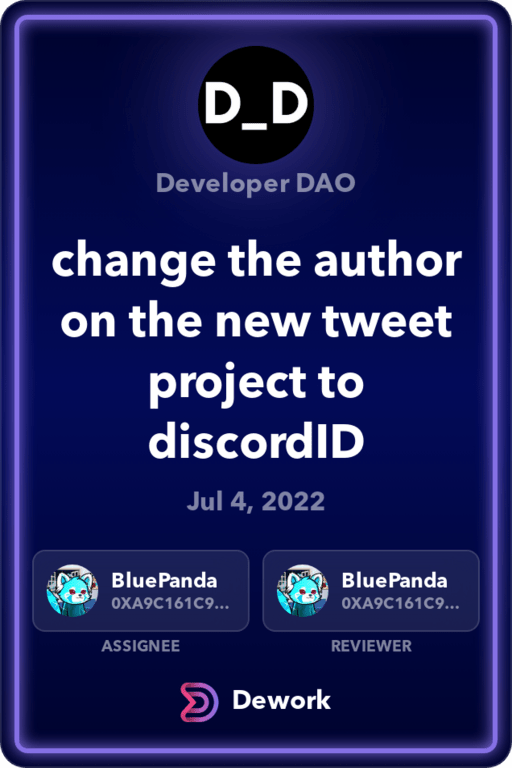 D_D
Developer DAO
change the author
on the new tweet
project to
discordID
Jul 4, 2022
BluePanda
0XA9C161C9...
ASSIGNEE
BluePanda
0XA9C161C9...
REVIEWER
Dework